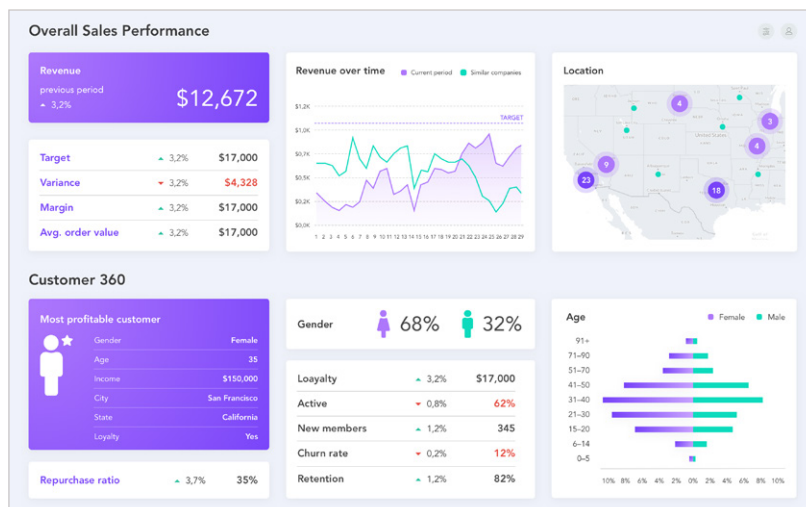 Overall Sales Performance
Revenue
previous period
3,2%
$12,672
Target 3,2% $17,000
Variance 3,2% $4,328
Margin 3,2% $17,000
Avg. order value 3,2% $17,000
Revenue over time
Current period Similar companies
$1,2K
TARGET
$1,0K
$0,7K
$0,5K
$0,2K
$0,0K
1 2 3 4 5 6 7 8 9 10 11 12 13 14 15 16 17 18 19 20 21 22 23 24 25 26 27 28 29
Location
4
3
United States
4
9
23
18
Customer 360
Most profitable customer
Gender Female
Age 35
Income $150,000
City San Francisco
State California
Loyalty Yes
Repurchase ratio 3,7% 35%
Gender 68% 32%
Loayalty 3,2% $17,000
Active 0,8% 62%
New members 1,2% 345
Churn rate 0,2% 12%
Retention 1,2% 82%
Age
Female Male
91+
71–90
51–70
41–50
31–40
21–30
15–20
6–14
0–5
10% 8% 6% 4% 2% 0% 2% 4% 6% 8% 10%